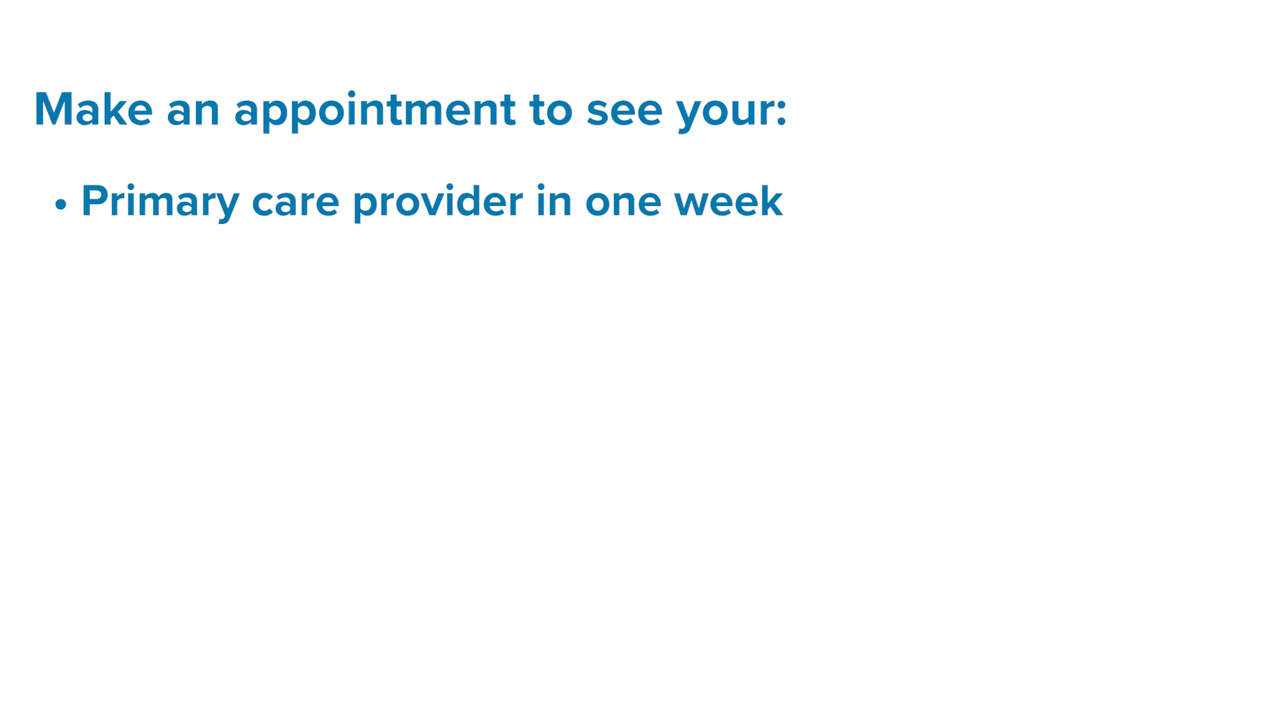 Make an appointment to see your:
• Primary care provider in one week